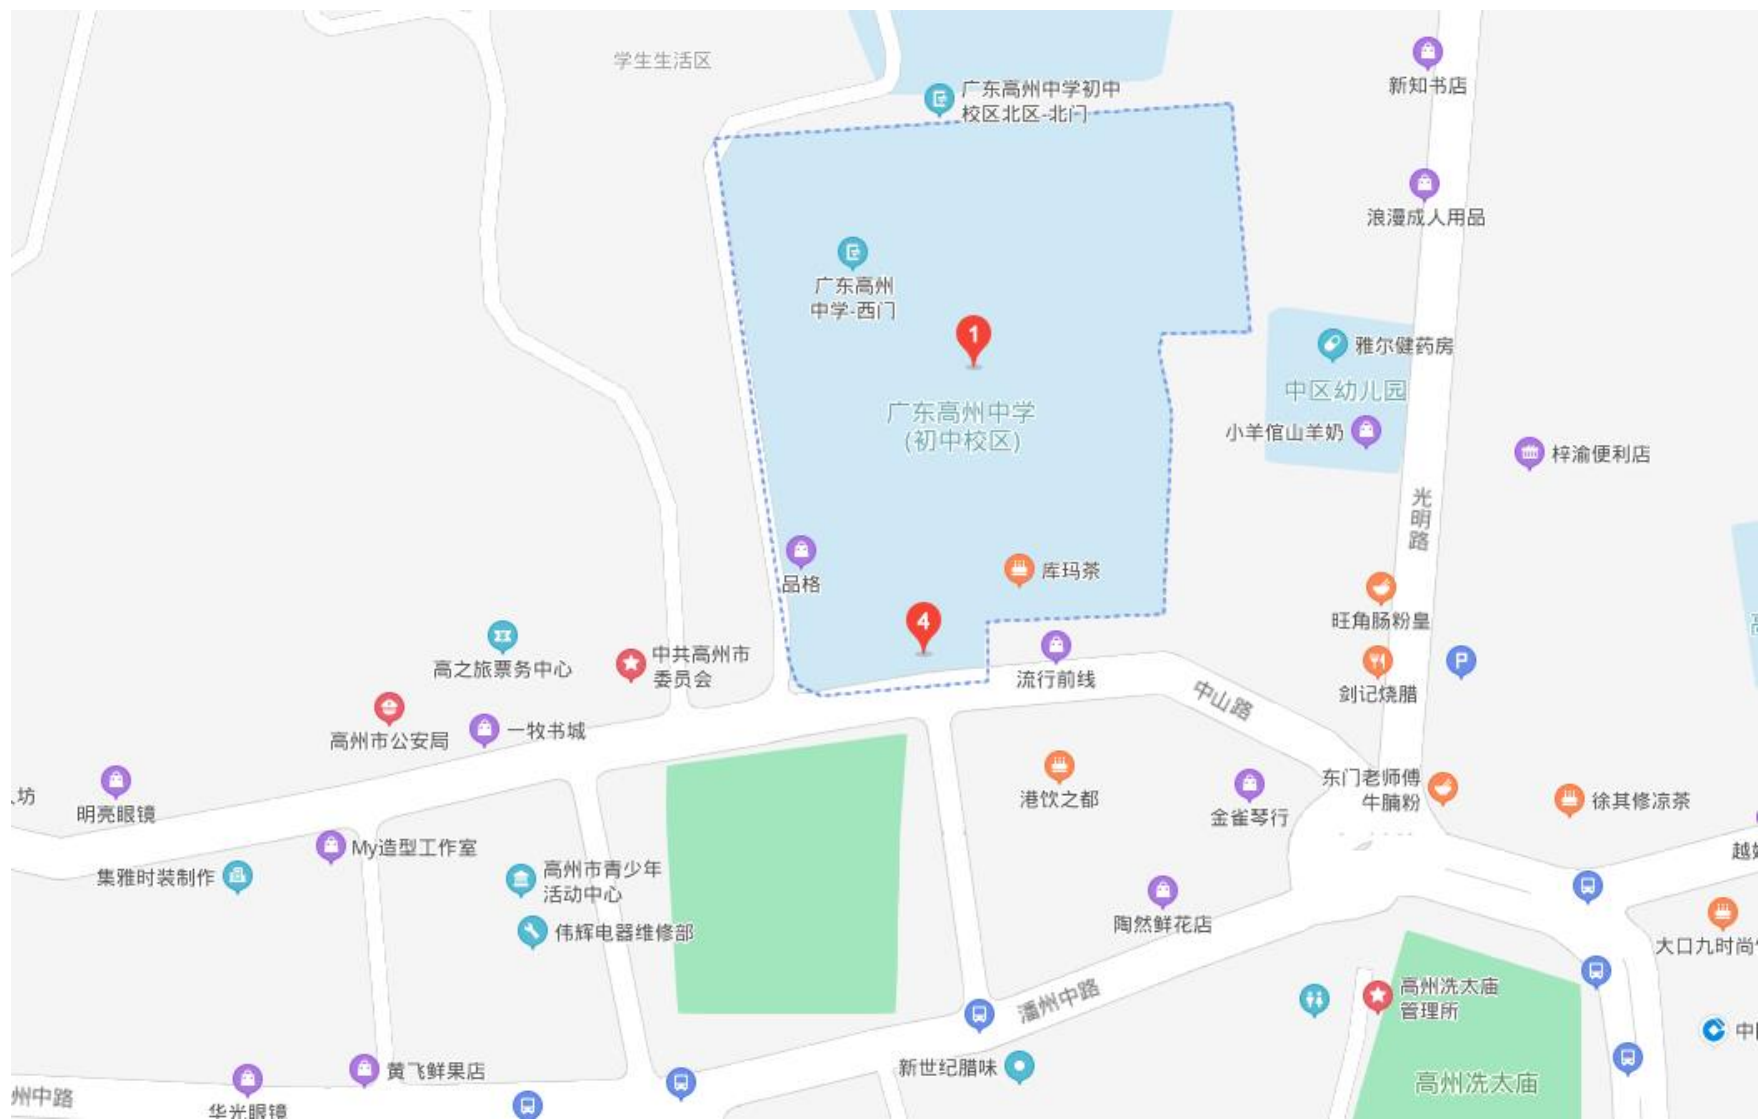 学生生活区
广东高州中学初中
校区北区-北门
新知书店
浪漫成人用品
广东高州
中学-西门
1
雅尔健药房
中区幼儿园
广东高州中学
(初中校区)
小羊倌山羊奶
梓渝便利店
光明路
品格
库玛茶
4
旺角肠粉皇
高之旅票务中心
中共高州市
委员会
流行前线
P
剑记烧腊
中山路
高州市公安局
一牧书城
坊
明亮眼镜
港饮之都
金雀琴行
东门老师傅
牛腩粉
徐其修凉茶
My造型工作室
集雅时装制作
高州市青少年
活动中心
陶然鲜花店
伟辉电器维修部
大口九时尚
高州冼太庙
管理所
潘州中路
新世纪腊味
黄飞鲜果店
高州冼太庙
州中路
华光眼镜